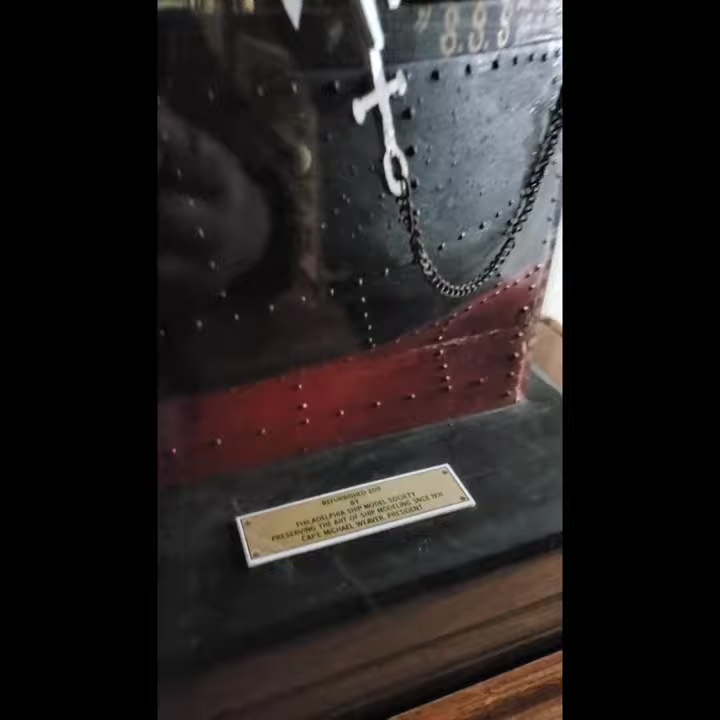 "888"
REFURBISHED 2011
BY
PHILADELPHIA SHIP MODEL SOCIETY
PRESERVING THE ART OF SHIP MODELING SINCE 1931
CAPT. MICHAEL WEAVER, PRESIDENT